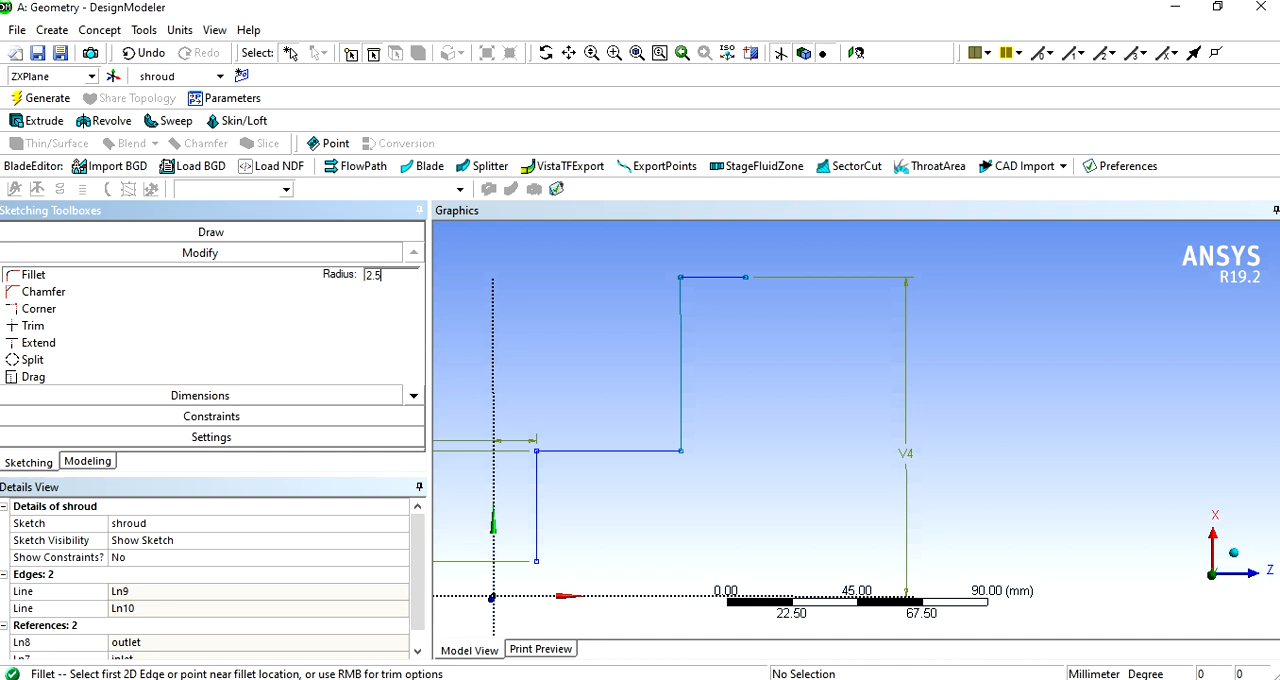 A: Geometry - DesignModeler
File Create Concept Tools Units View Help
Undo Redo Select: ISO
ZXPlane shroud
Generate Share Topology Parameters
Extrude Revolve Sweep Skin/Loft
Thin/Surface Blend Chamfer Slice Point Conversion
BladeEditor: Import BGD Load BGD Load NDF FlowPath Blade Splitter VistaTFExport ExportPoints StageFluidZone SectorCut ThroatArea CAD Import Preferences
Sketching Toolboxes
Draw
Modify
Fillet Radius: 2.5
Chamfer
Corner
Trim
Extend
Split
Drag
Dimensions
Constraints
Settings
Sketching Modeling
Details View
Details of shroud
Sketch shroud
Sketch Visibility Show Sketch
Show Constraints? No
Edges: 2
Line Ln9
Line Ln10
References: 2
Ln8 outlet
Ln7 inlet
Graphics
ANSYS
R19.2
V4
X
Z
0.00 45.00 90.00 (mm)
22.50 67.50
Model View Print Preview
Fillet -- Select first 2D Edge or point near fillet location, or use RMB for trim options No Selection Millimeter Degree 0 0